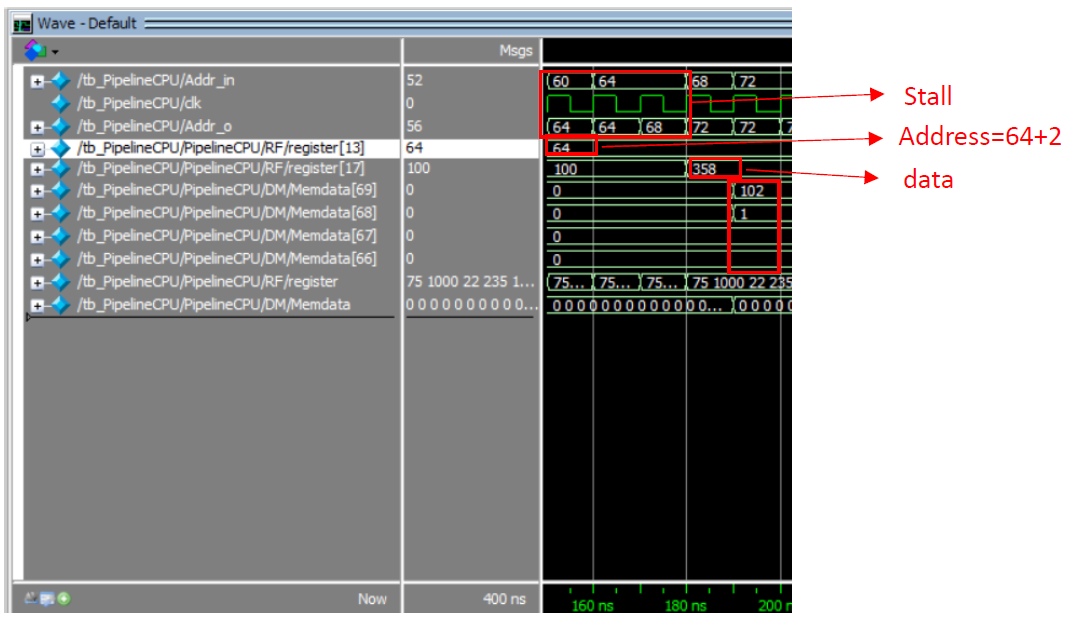 Wave - Default
Msgs
/tb_PipelineCPU/Addr_in 52 60 64 68 72
/tb_PipelineCPU/clk 0
/tb_PipelineCPU/Addr_o 56 64 64 68 72 72 7
/tb_PipelineCPU/PipelineCPU/RF/register[13] 64 64
/tb_PipelineCPU/PipelineCPU/RF/register[17] 100 100 358
/tb_PipelineCPU/PipelineCPU/DM/Memdata[69] 0 0 102
/tb_PipelineCPU/PipelineCPU/DM/Memdata[68] 0 0 1
/tb_PipelineCPU/PipelineCPU/DM/Memdata[67] 0 0
/tb_PipelineCPU/PipelineCPU/DM/Memdata[66] 0 0
/tb_PipelineCPU/PipelineCPU/RF/register 75 1000 22 235 1... 75... 75... 75... 75 1000 22 235
/tb_PipelineCPU/PipelineCPU/DM/Memdata 0 0 0 0 0 0 0 0 0 0 0... 0 0 0 0 0 0 0 0 0 0 0 0 0... 0 0 0 0 0
Stall
Address=64+2
data
Now 400 ns 160 ns 180 ns 200 n